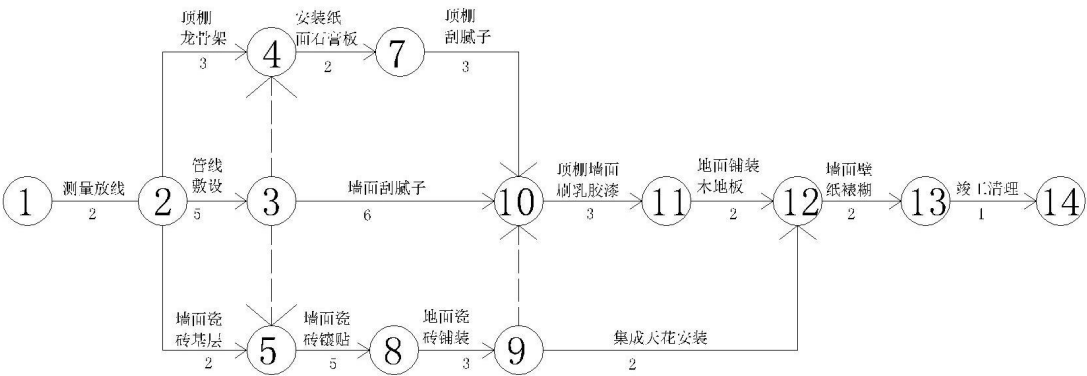 顶棚
龙骨架
3
安装纸
面石膏板
2
顶棚
刮腻子
3
4
7
1
测量放线
2
2
管线
敷设
5
3
墙面刮腻子
6
10
顶棚墙面
刷乳胶漆
3
11
地面铺装
木地板
2
12
墙面壁
纸裱糊
2
13
竣工清理
1
14
墙面瓷
砖基层
2
5
墙面瓷
砖镶贴
5
8
地面瓷
砖铺装
3
9
集成天花安装
2